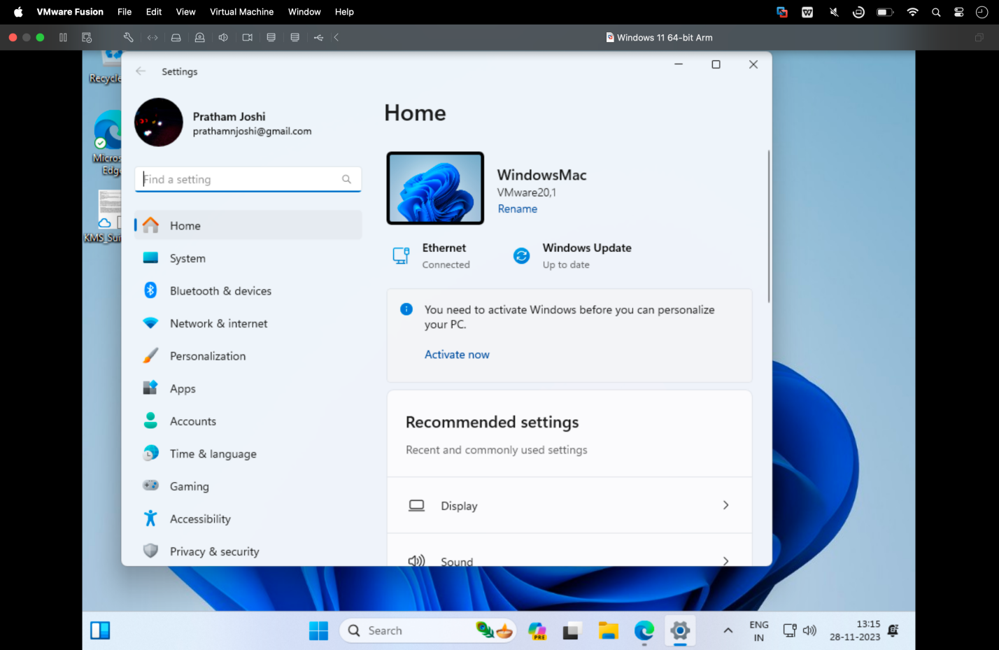 VMware Fusion File Edit View Virtual Machine Window Help
Windows 11 64-bit Arm
Recycle
Micros
Edg
KMS_Sur
Settings
Pratham Joshi
prathamnjoshi@gmail.com
Find a setting
Home
System
Bluetooth & devices
Network & internet
Personalization
Apps
Accounts
Time & language
Gaming
Accessibility
Privacy & security
Home
WindowsMac
VMware20,1
Rename
Ethernet
Connected
Windows Update
Up to date
You need to activate Windows before you can personalize
your PC.
Activate now
Recommended settings
Recent and commonly used settings
Display
Sound
Search
PRE
ENG
IN
13:15
28-11-2023